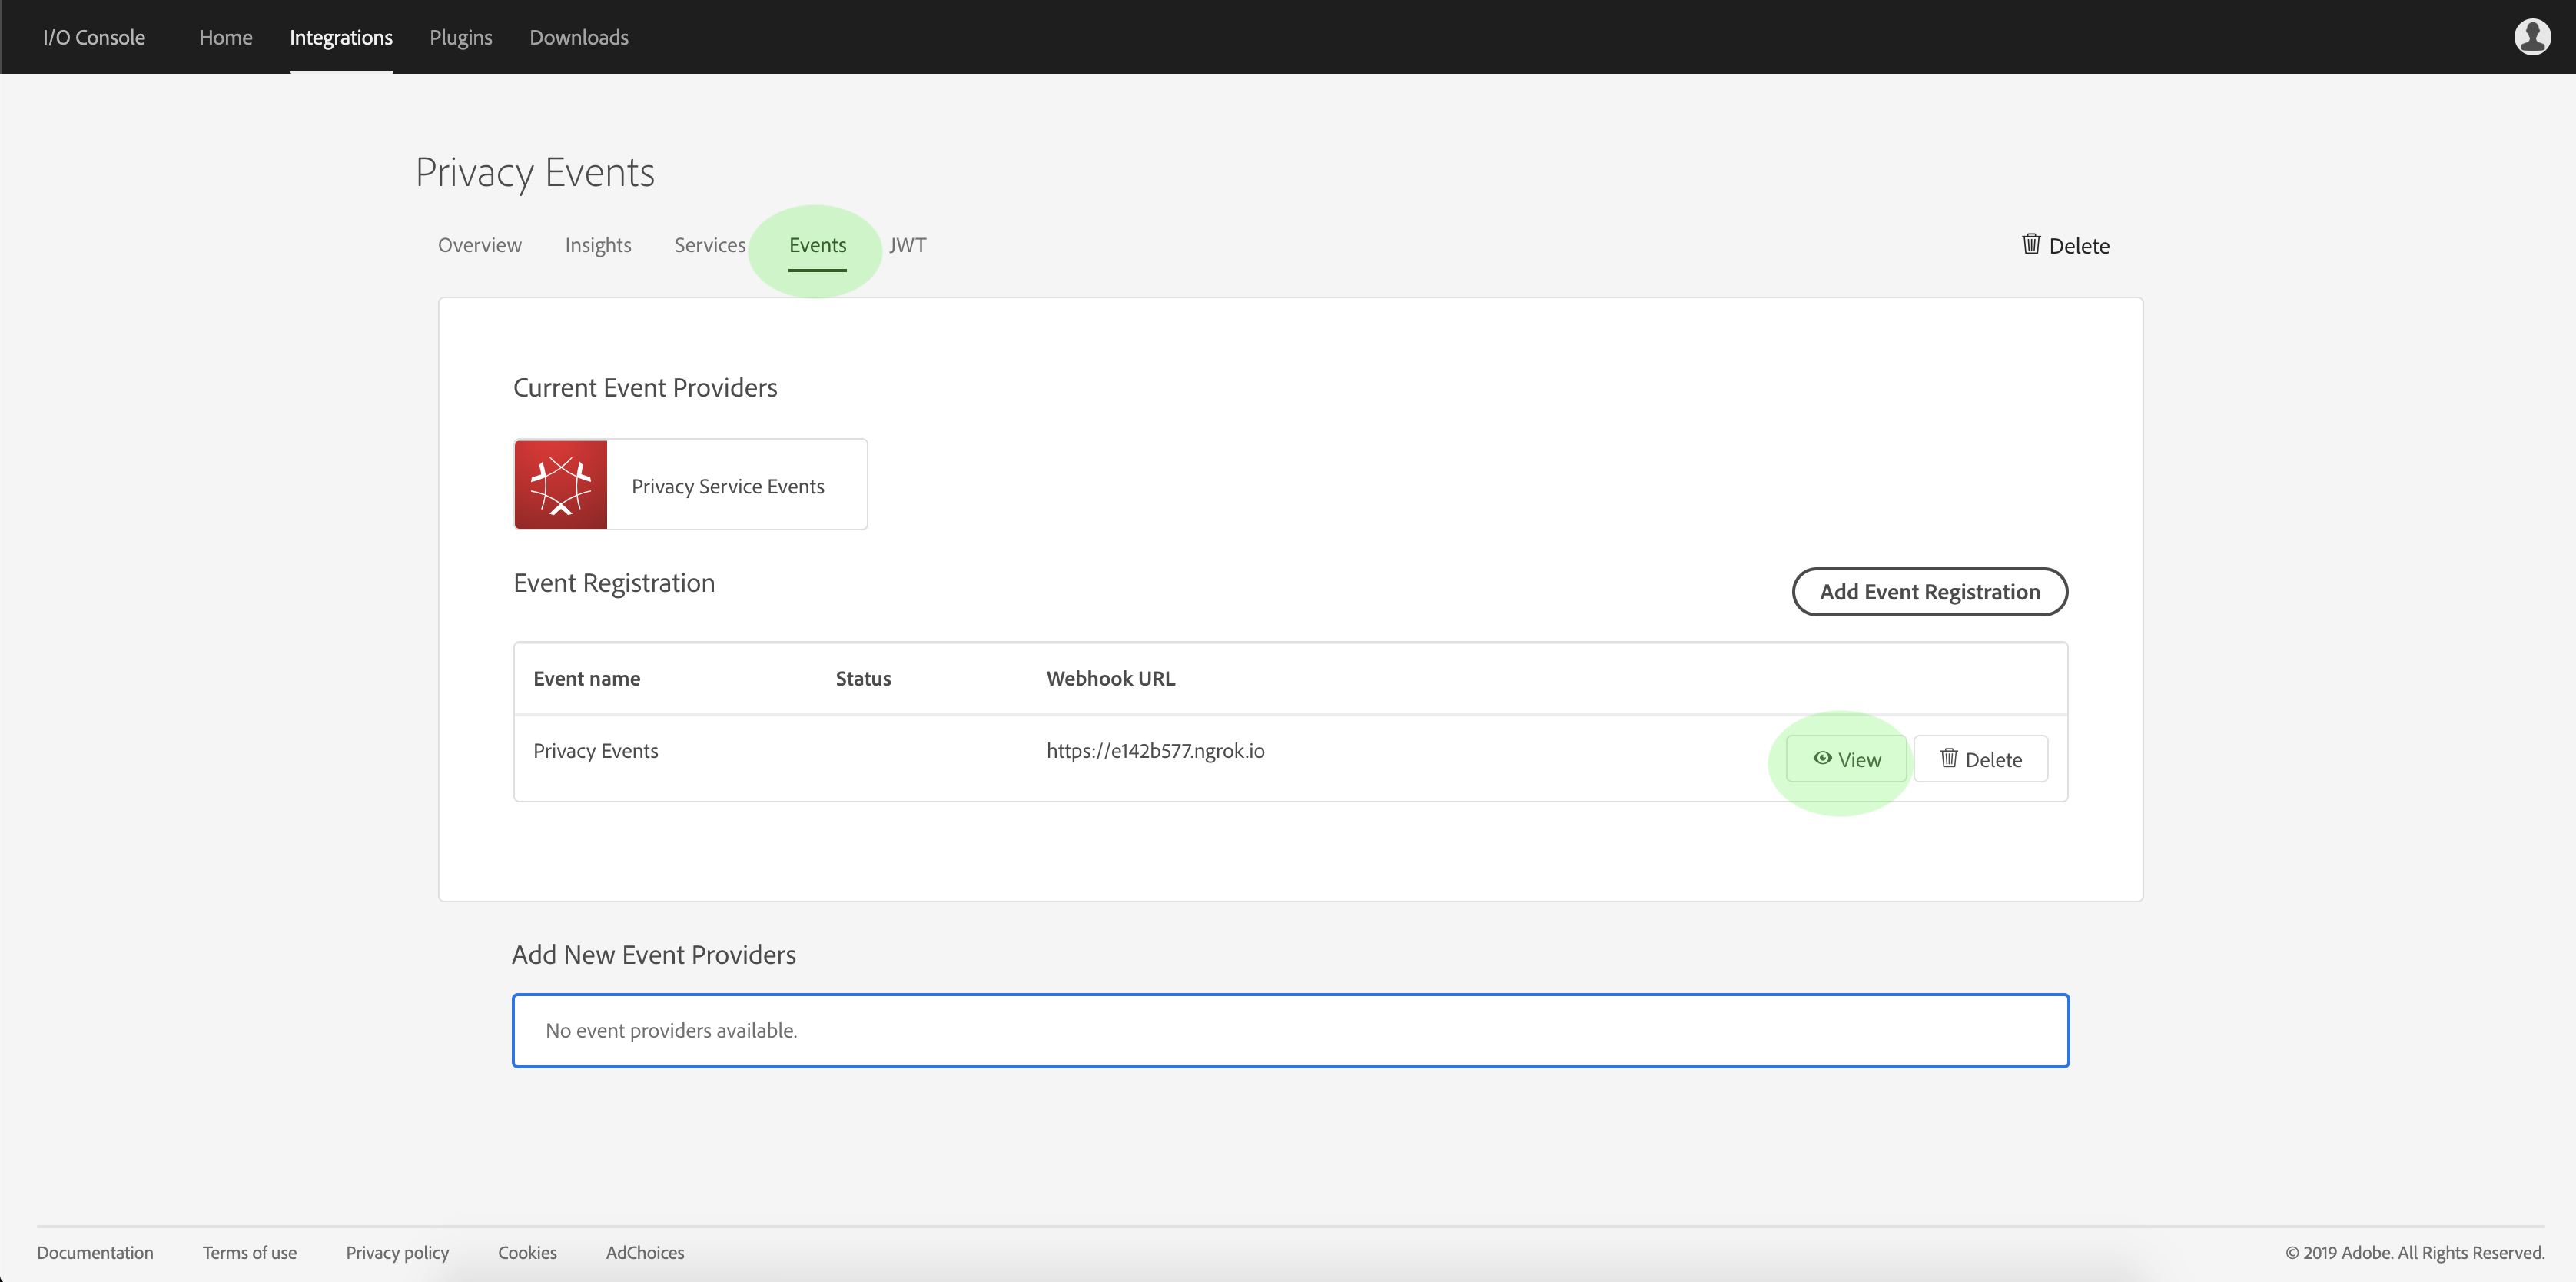 I/O Console Home Integrations Plugins Downloads
Privacy Events
Overview Insights Services Events JWT Delete
Current Event Providers
Privacy Service Events
Event Registration Add Event Registration
Event name Status Webhook URL
Privacy Events https://e142b577.ngrok.io View Delete
Add New Event Providers
No event providers available.
Documentation Terms of use Privacy policy Cookies AdChoices © 2019 Adobe. All Rights Reserved.